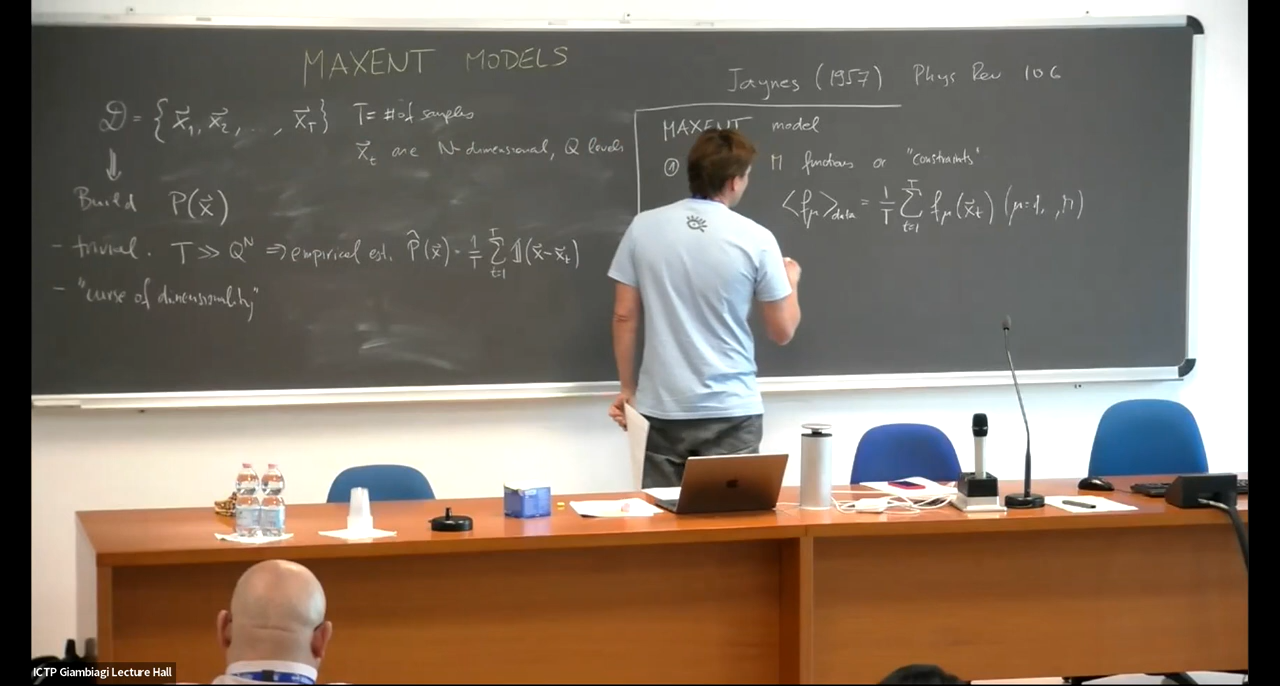 MAXENT MODELS
𝒟 = { x⃗₁, x⃗₂, ..., x⃗_T } T = # of samples
x⃗_t are N-dimensional, Q levels
⇓
Build P(x⃗)
- trivial. T ≫ Q^N ⇒ empirical est. P̂(x⃗) = 1/T Σ_{t=1}^{T} 𝟙(x⃗-x⃗_t)
- "curse of dimensionality"
Jaynes (1957) Phys Rev 106
MAXENT model
① M functions or "constraints"
<f_μ>_data = 1/T Σ_{t=1}^{T} f_μ(x⃗_t) (μ=1,..,M)
ICTP Giambiagi Lecture Hall